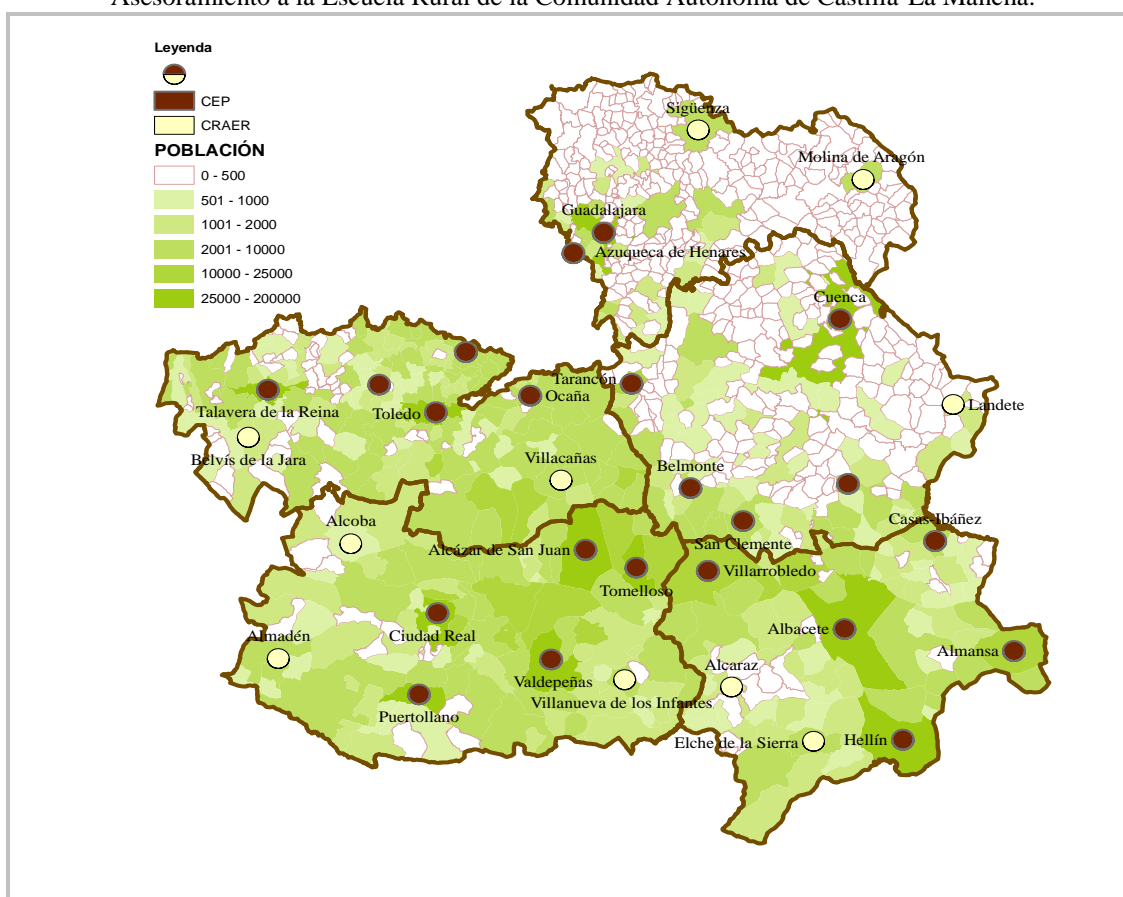 Asesoramiento a la Escuela Rural de la Comunidad Autónoma de Castilla-La Mancha.
Leyenda
CEP
CRAER
POBLACIÓN
0 - 500
501 - 1000
1001 - 2000
2001 - 10000
10000 - 25000
25000 - 200000
Sigüenza
Molina de Aragón
Guadalajara
Azuqueca de Henares
Cuenca
Tarancón
Ocaña
Talavera de la Reina
Toledo
Landete
Belvís de la Jara
Villacañas
Belmonte
Alcoba
Casas-Ibáñez
Alcázar de San Juan
San Clemente
Villarrobledo
Tomelloso
Almadén
Ciudad Real
Albacete
Almansa
Alcaraz
Valdepeñas
Villanueva de los Infantes
Puertollano
Elche de la Sierra
Hellín